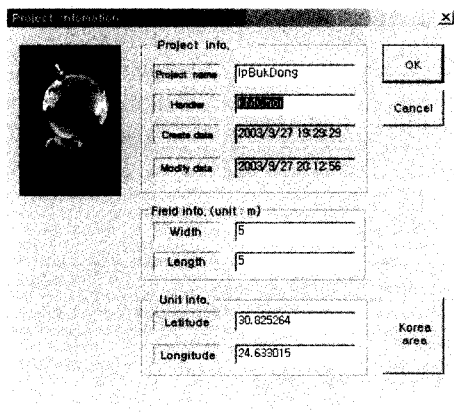 Project Infomation
Project info.
Project name
IpBukDong
Handler
Create date
2003/9/27 19:29:29
Modify date
2003/9/27 20:12:56
OK
Cancel
Field info. (unit : m)
Width
5
Length
5
Unit info.
Latitude
30.825264
Longitude
24.633015
Korea
area